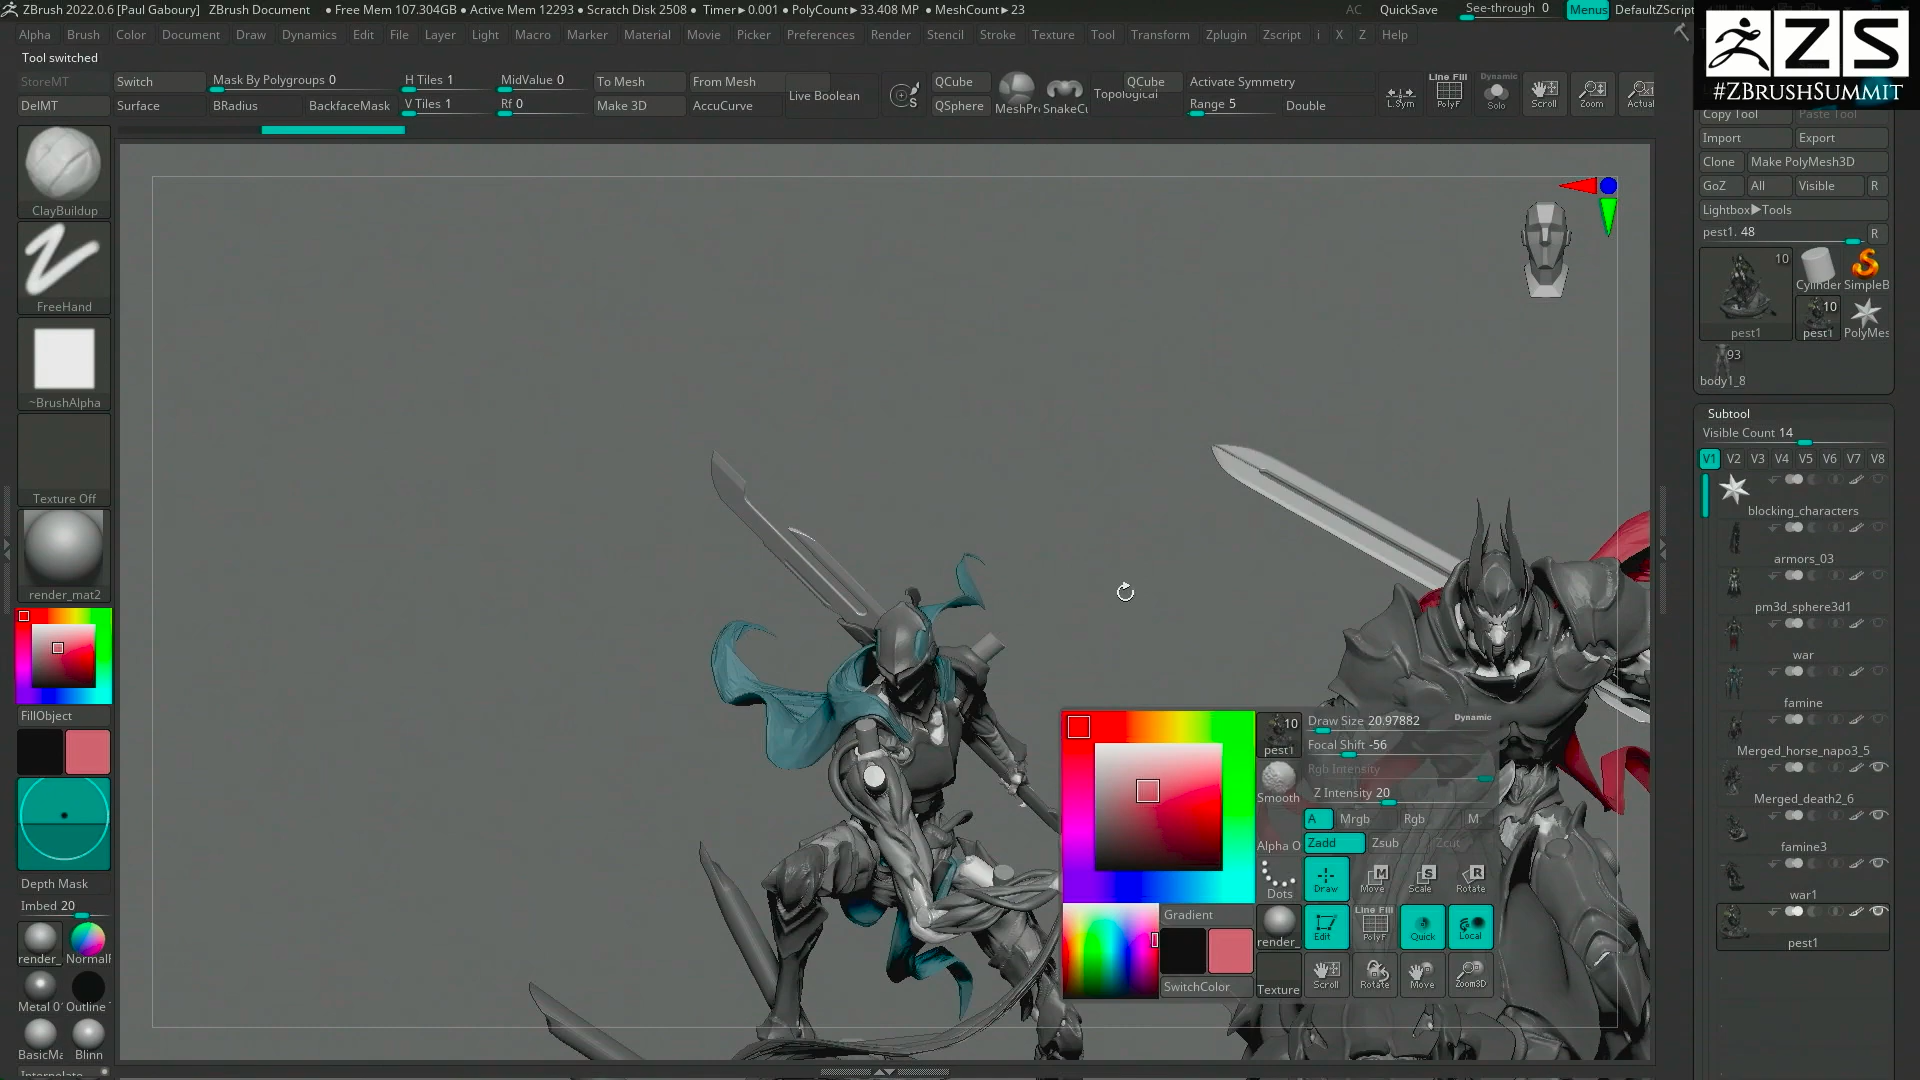 ZBrush 2022.0.6 [Paul Gaboury] ZBrush Document • Free Mem 107.304GB • Active Mem 12293 • Scratch Disk 2508 • Timer▸0.001 • PolyCount▸33.408 MP • MeshCount▸23
AC QuickSave See-through 0 Menus DefaultZScript
Alpha Brush Color Document Draw Dynamics Edit File Layer Light Macro Marker Material Movie Picker Preferences Render Stencil Stroke Texture Tool Transform Zplugin Zscript i X Z Help
ZS
#ZBRUSHSUMMIT
Tool switched
StoreMT Switch Mask By Polygroups 0 H Tiles 1 MidValue 0 To Mesh From Mesh
DelMT Surface BRadius BackfaceMask V Tiles 1 Rf 0 Make 3D AccuCurve
Live Boolean
S
QCube
QSphere
MeshPr
SnakeCu
QCube
Topological
Activate Symmetry
Range 5 Double
L.Sym
Line Fill
PolyF
Dynamic
Solo
Scroll
Zoom
Actual
ClayBuildup
FreeHand
~BrushAlpha
Texture Off
render_mat2
FillObject
Depth Mask
Imbed 20
render_ NormalF
Metal 0 Outline
BasicMa Blinn
Interpolate
Draw Size 20.97882 Dynamic
Focal Shift -56
Rgb Intensity
Z Intensity 20
A Mrgb Rgb M
Zadd Zsub Zcut
10
pest1
Smooth
Alpha O
Dots
render_
Texture
Draw Move Scale Rotate
M S R
Edit
Line Fill
PolyF
Quick
Local
Scroll Rotate Move Zoom3D
Gradient
SwitchColor
Copy Tool Paste Tool
Import Export
Clone Make PolyMesh3D
GoZ All Visible R
Lightbox▸Tools
pest1. 48 R
10
pest1
Cylinder SimpleB
10
pest1 PolyMes
93
body1_8
Subtool
Visible Count 14
V1 V2 V3 V4 V5 V6 V7 V8
blocking_characters
armors_03
pm3d_sphere3d1
war
famine
Merged_horse_napo3_5
Merged_death2_6
famine3
war1
pest1